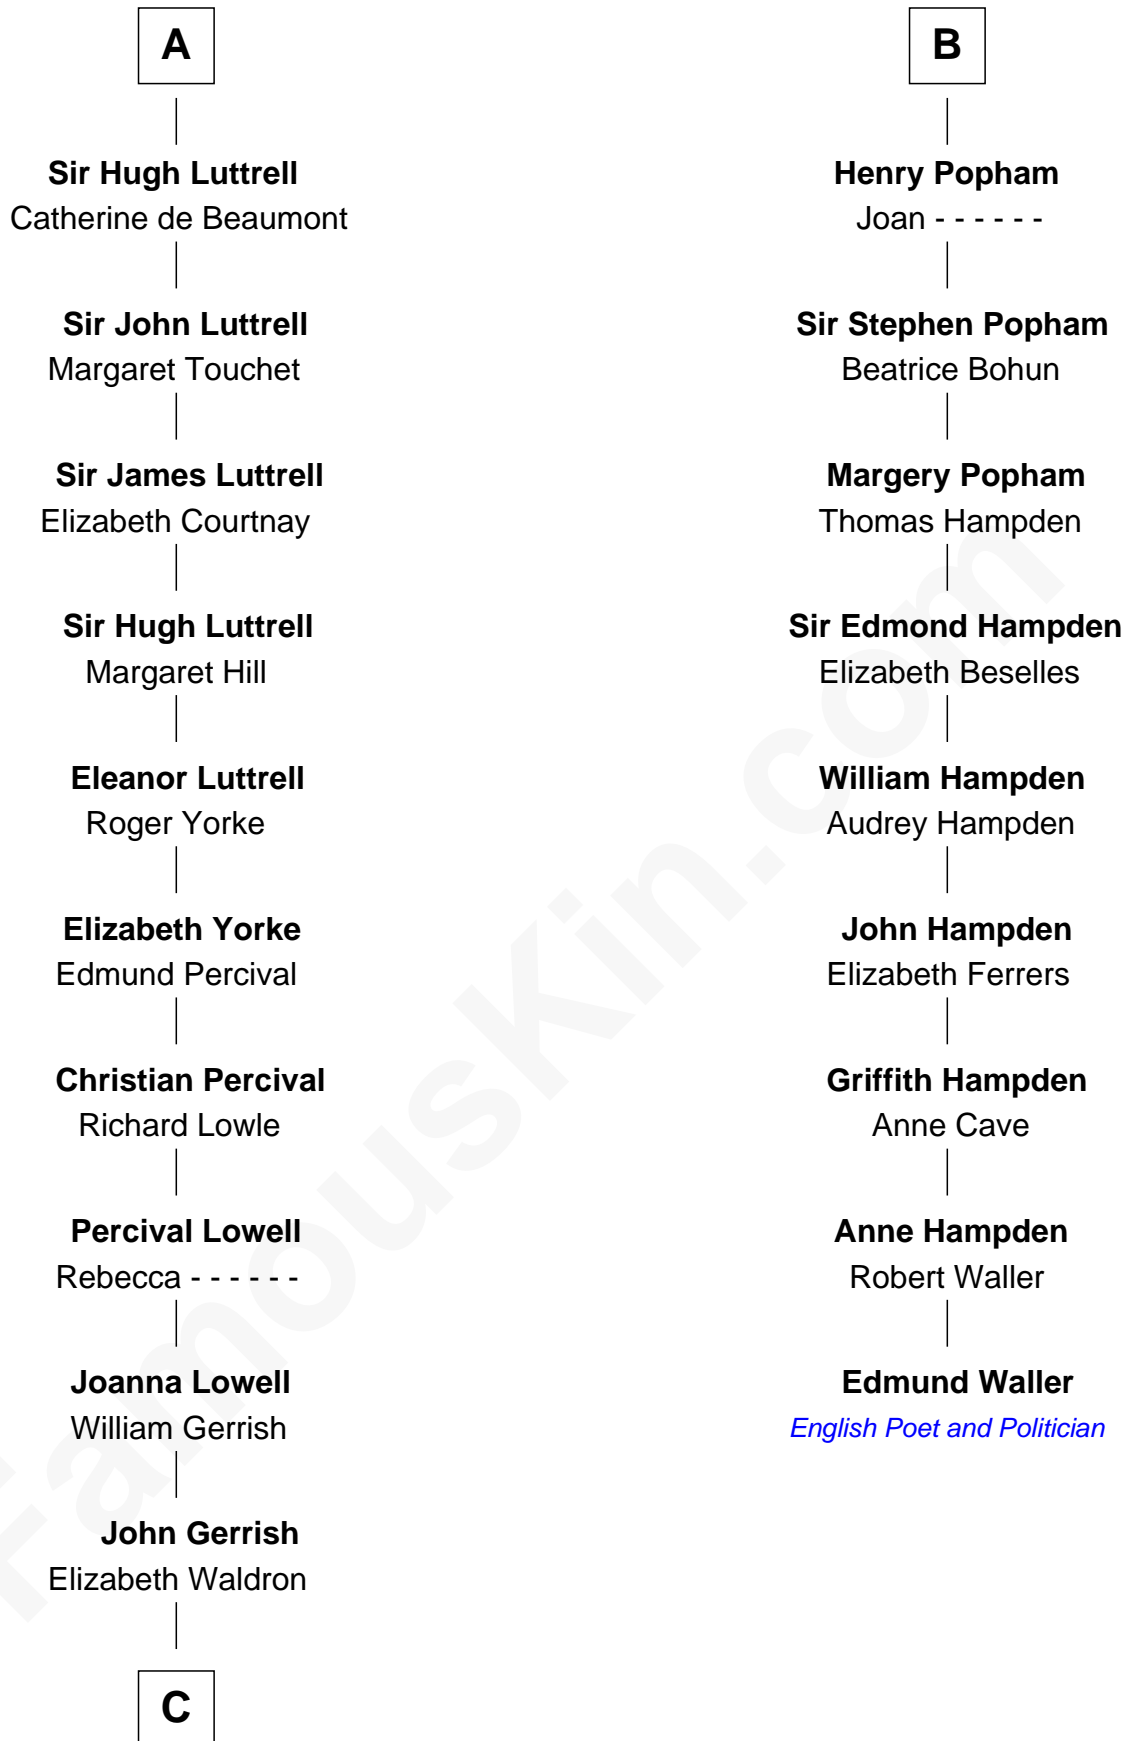 A
Sir Hugh Luttrell
Catherine de Beaumont
Sir John Luttrell
Margaret Touchet
Sir James Luttrell
Elizabeth Courtnay
Sir Hugh Luttrell
Margaret Hill
Eleanor Luttrell
Roger Yorke
Elizabeth Yorke
Edmund Percival
Christian Percival
Richard Lowle
Percival Lowell
Rebecca - - - - - -
Joanna Lowell
William Gerrish
John Gerrish
Elizabeth Waldron
C
B
Henry Popham
Joan - - - - - -
Sir Stephen Popham
Beatrice Bohun
Margery Popham
Thomas Hampden
Sir Edmond Hampden
Elizabeth Beselles
William Hampden
Audrey Hampden
John Hampden
Elizabeth Ferrers
Griffith Hampden
Anne Cave
Anne Hampden
Robert Waller
Edmund Waller
English Poet and Politician
FamousKin.com